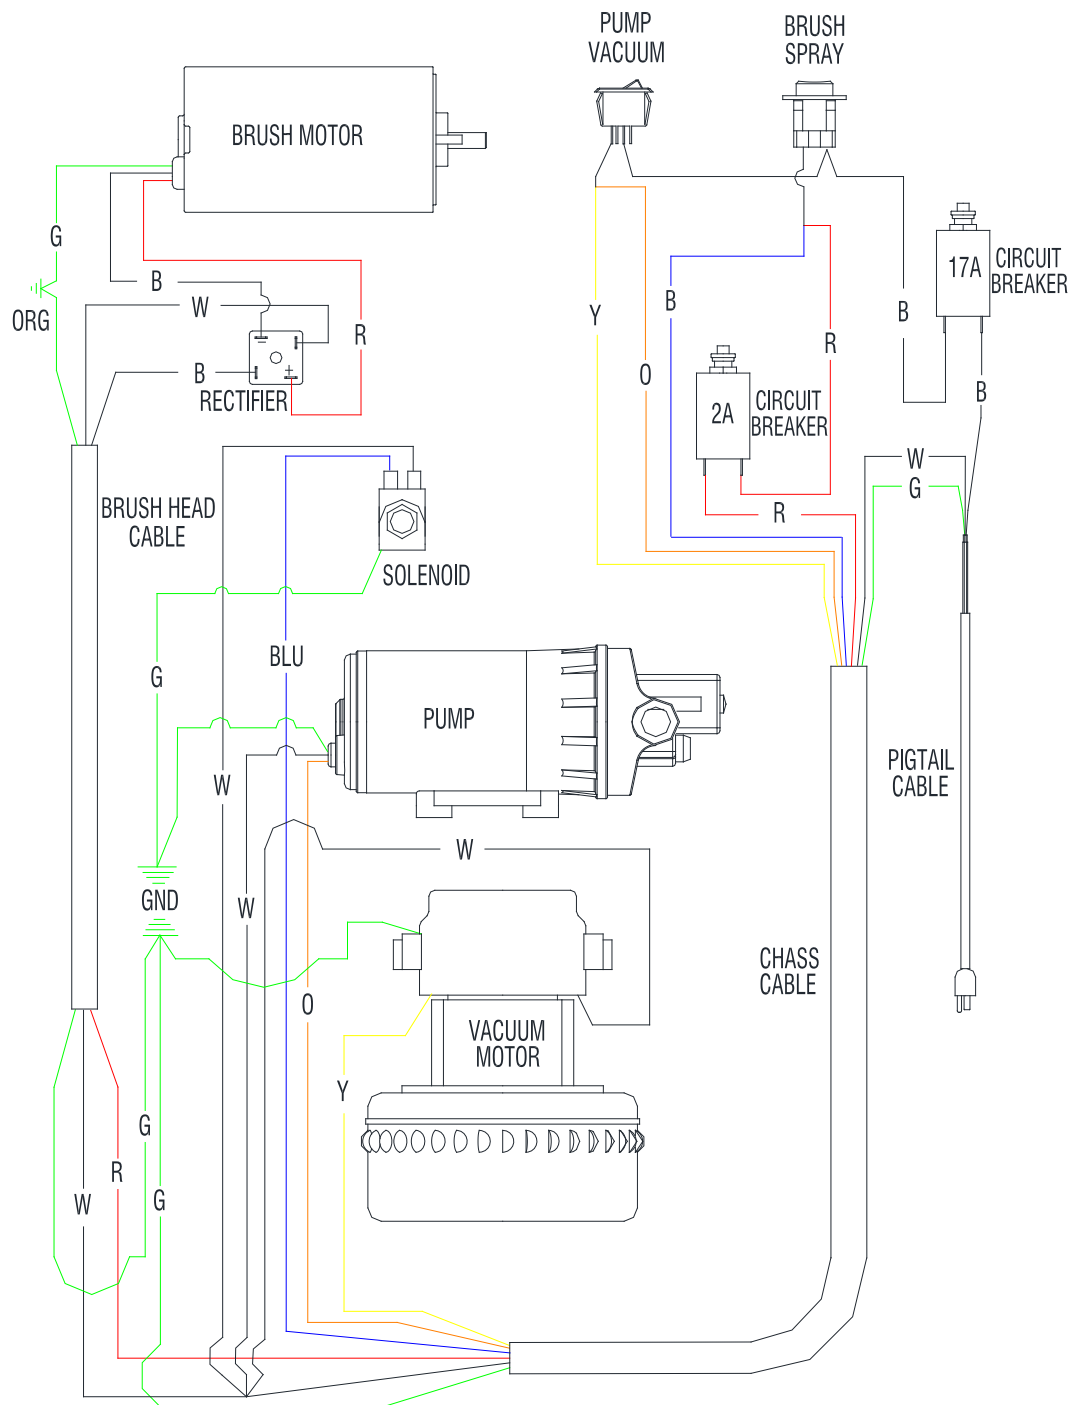 PUMP
VACUUM
BRUSH
SPRAY
BRUSH MOTOR
G
B
W
ORG
R
B
RECTIFIER
17A
CIRCUIT
BREAKER
Y
B
B
R
O
2A
CIRCUIT
BREAKER
B
W
G
R
BRUSH HEAD
CABLE
SOLENOID
BLU
G
PUMP
W
PIGTAIL
CABLE
W
GND
W
CHASS
CABLE
O
VACUUM
MOTOR
Y
G
R
W
G